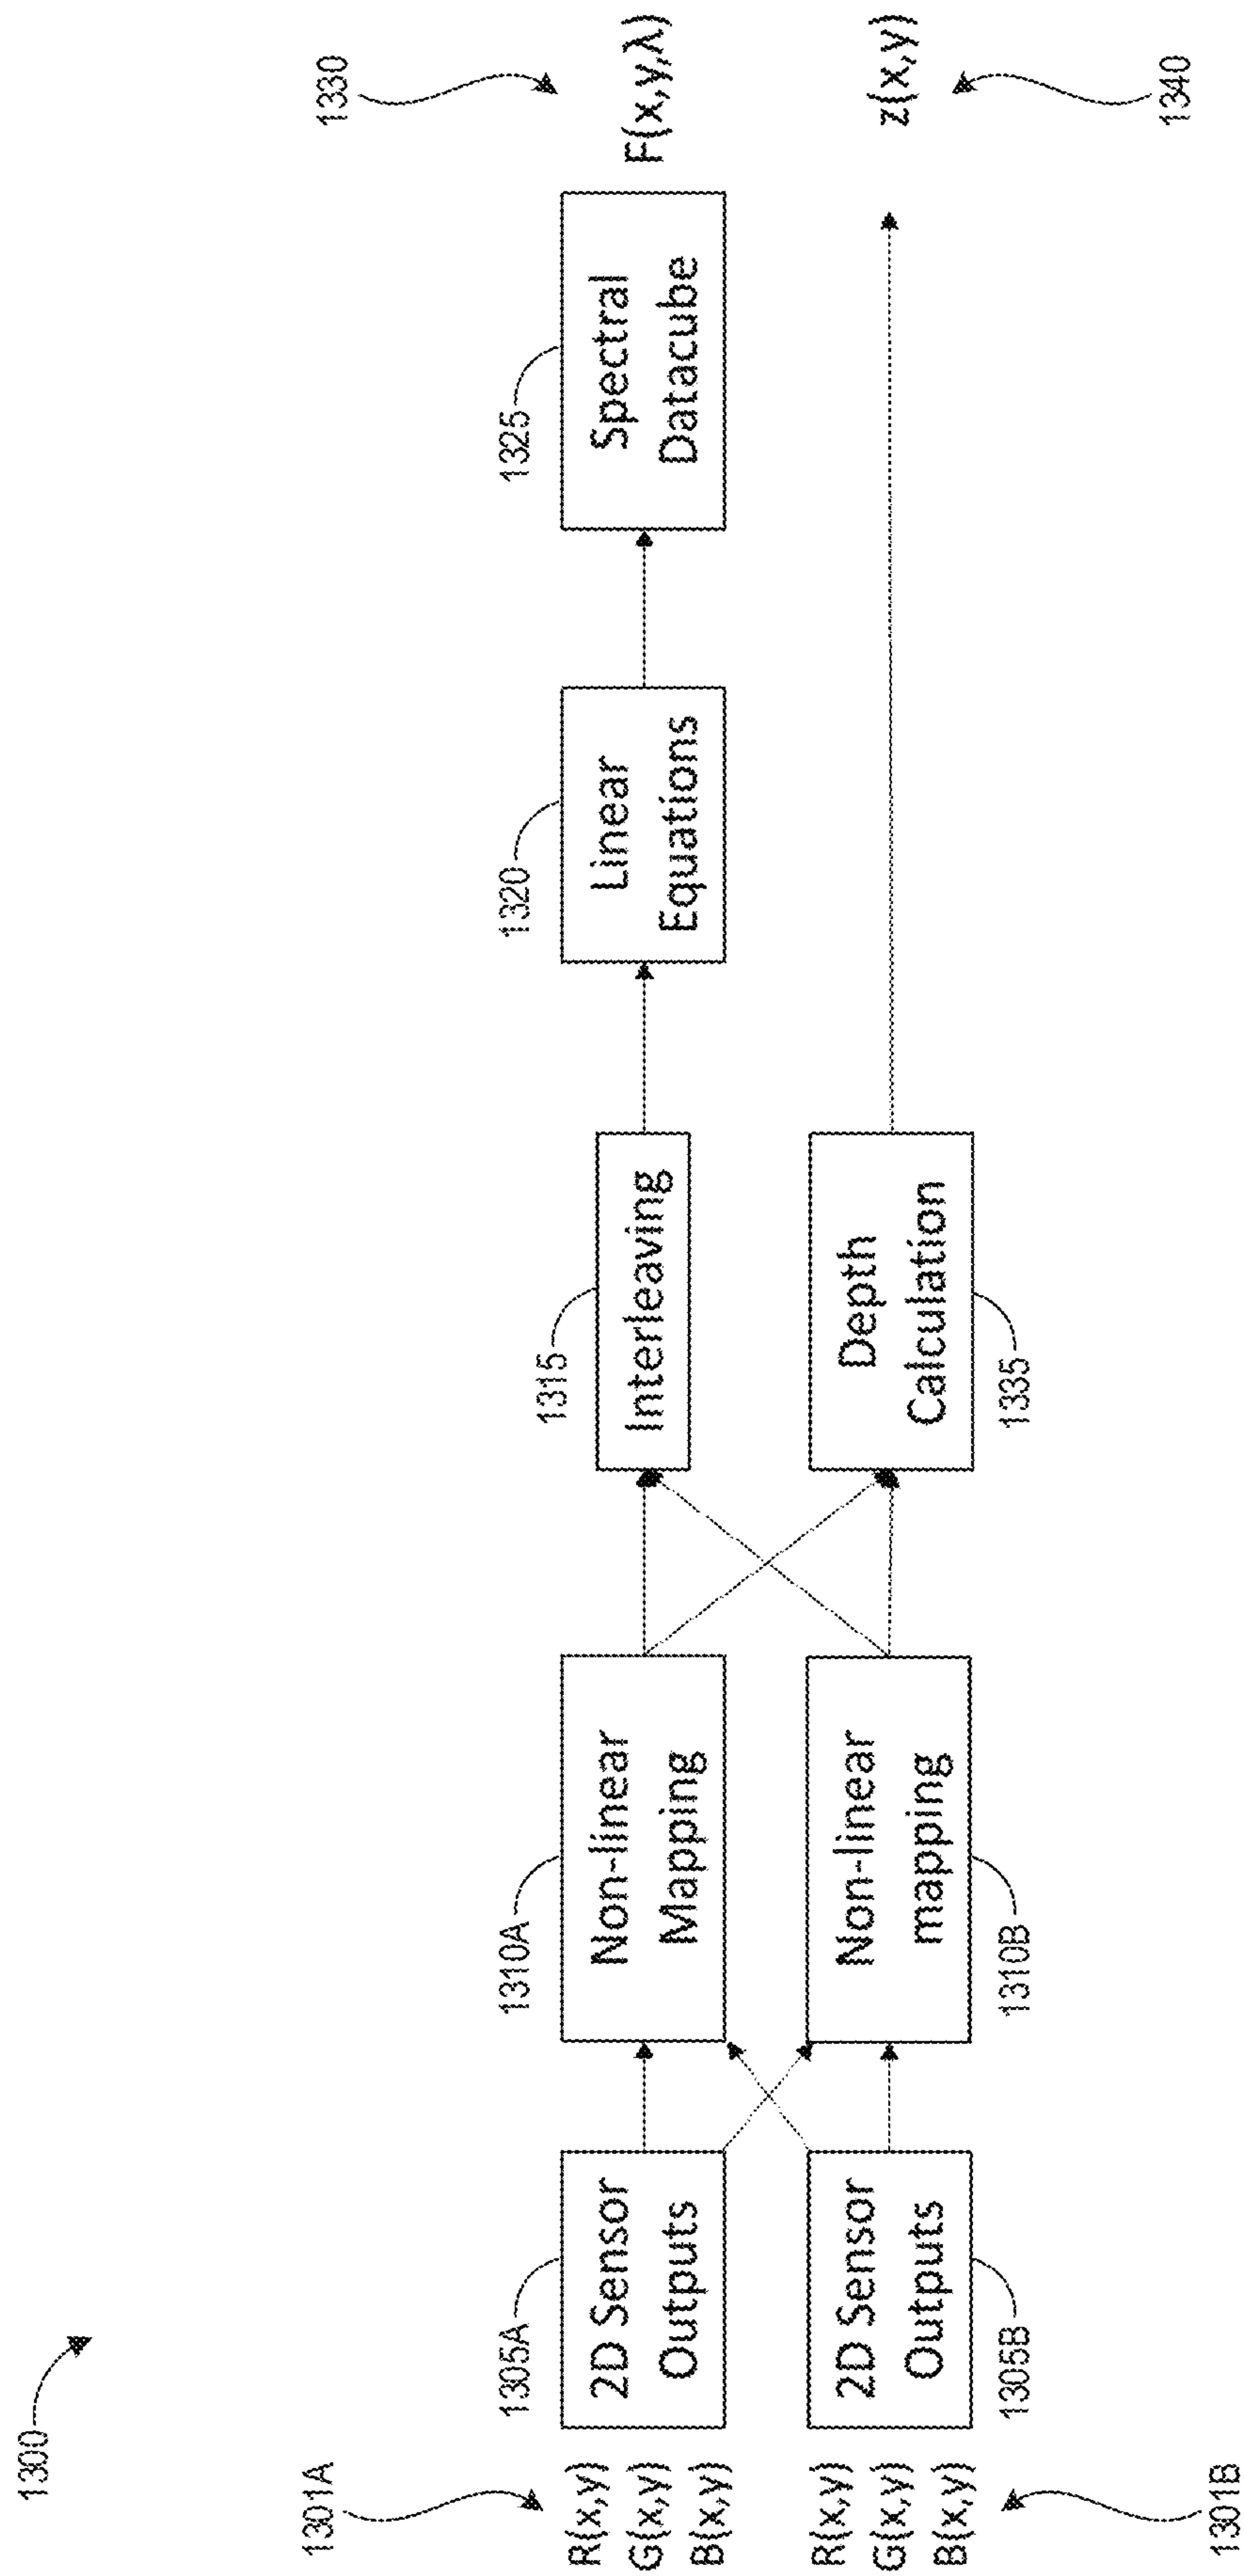 1300
1301A
R(x,y)
G(x,y)
B(x,y)
1305A
2D Sensor
Outputs
1310A
Non-linear
Mapping
1315
Interleaving
1320
Linear
Equations
1325
Spectral
Datacube
1330
F(x,y,λ)
R(x,y)
G(x,y)
B(x,y)
1301B
2D Sensor
Outputs
1305B
Non-linear
mapping
1310B
Depth
Calculation
1335
z(x,y)
1340